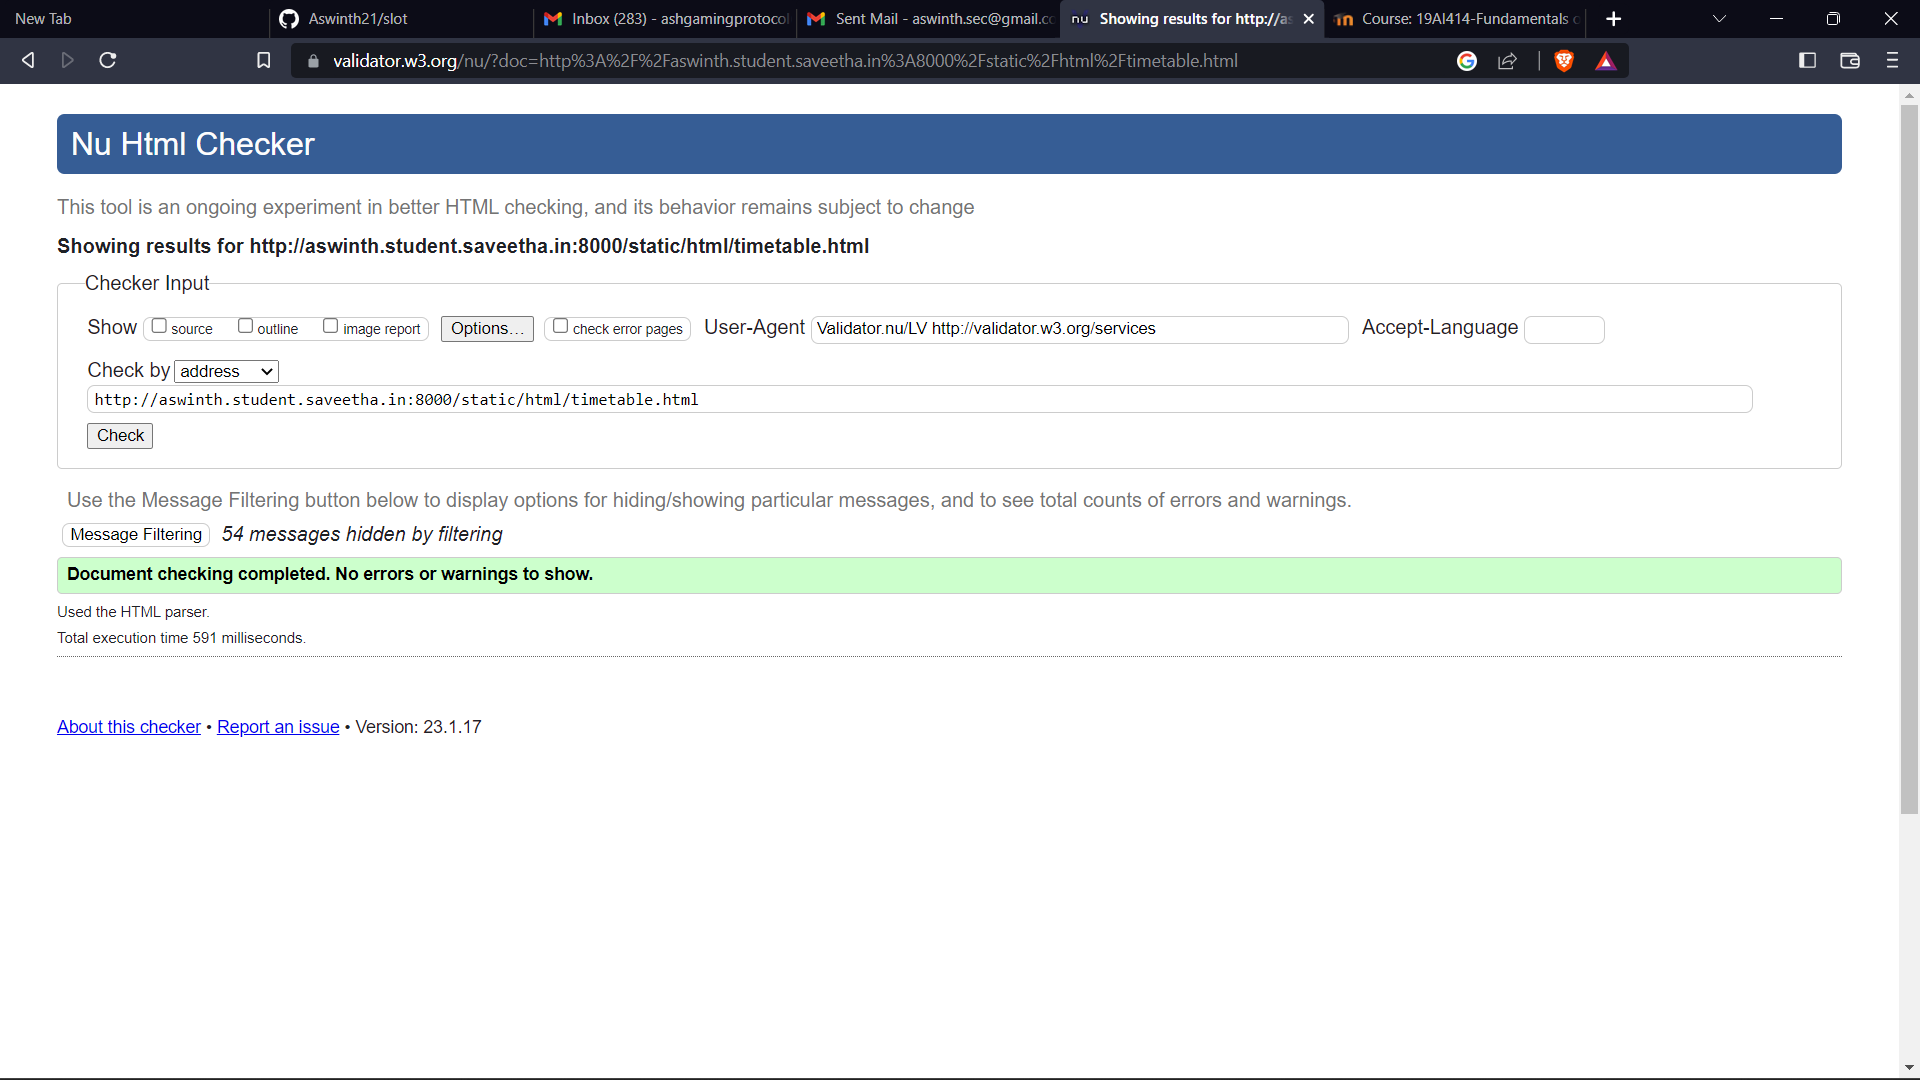 New Tab
Aswinth21/slot
Inbox (283) - ashgamingprotocol
Sent Mail - aswinth.sec@gmail.co
nu Showing results for http://as
Course: 19AI414-Fundamentals o
validator.w3.org/nu/?doc=http%3A%2F%2Faswinth.student.saveetha.in%3A8000%2Fstatic%2Fhtml%2Ftimetable.html
Nu Html Checker
This tool is an ongoing experiment in better HTML checking, and its behavior remains subject to change
Showing results for http://aswinth.student.saveetha.in:8000/static/html/timetable.html
Checker Input
Show source outline image report Options... check error pages User-Agent Validator.nu/LV http://validator.w3.org/services Accept-Language
Check by address
http://aswinth.student.saveetha.in:8000/static/html/timetable.html
Check
Use the Message Filtering button below to display options for hiding/showing particular messages, and to see total counts of errors and warnings.
Message Filtering 54 messages hidden by filtering
Document checking completed. No errors or warnings to show.
Used the HTML parser.
Total execution time 591 milliseconds.
About this checker • Report an issue • Version: 23.1.17